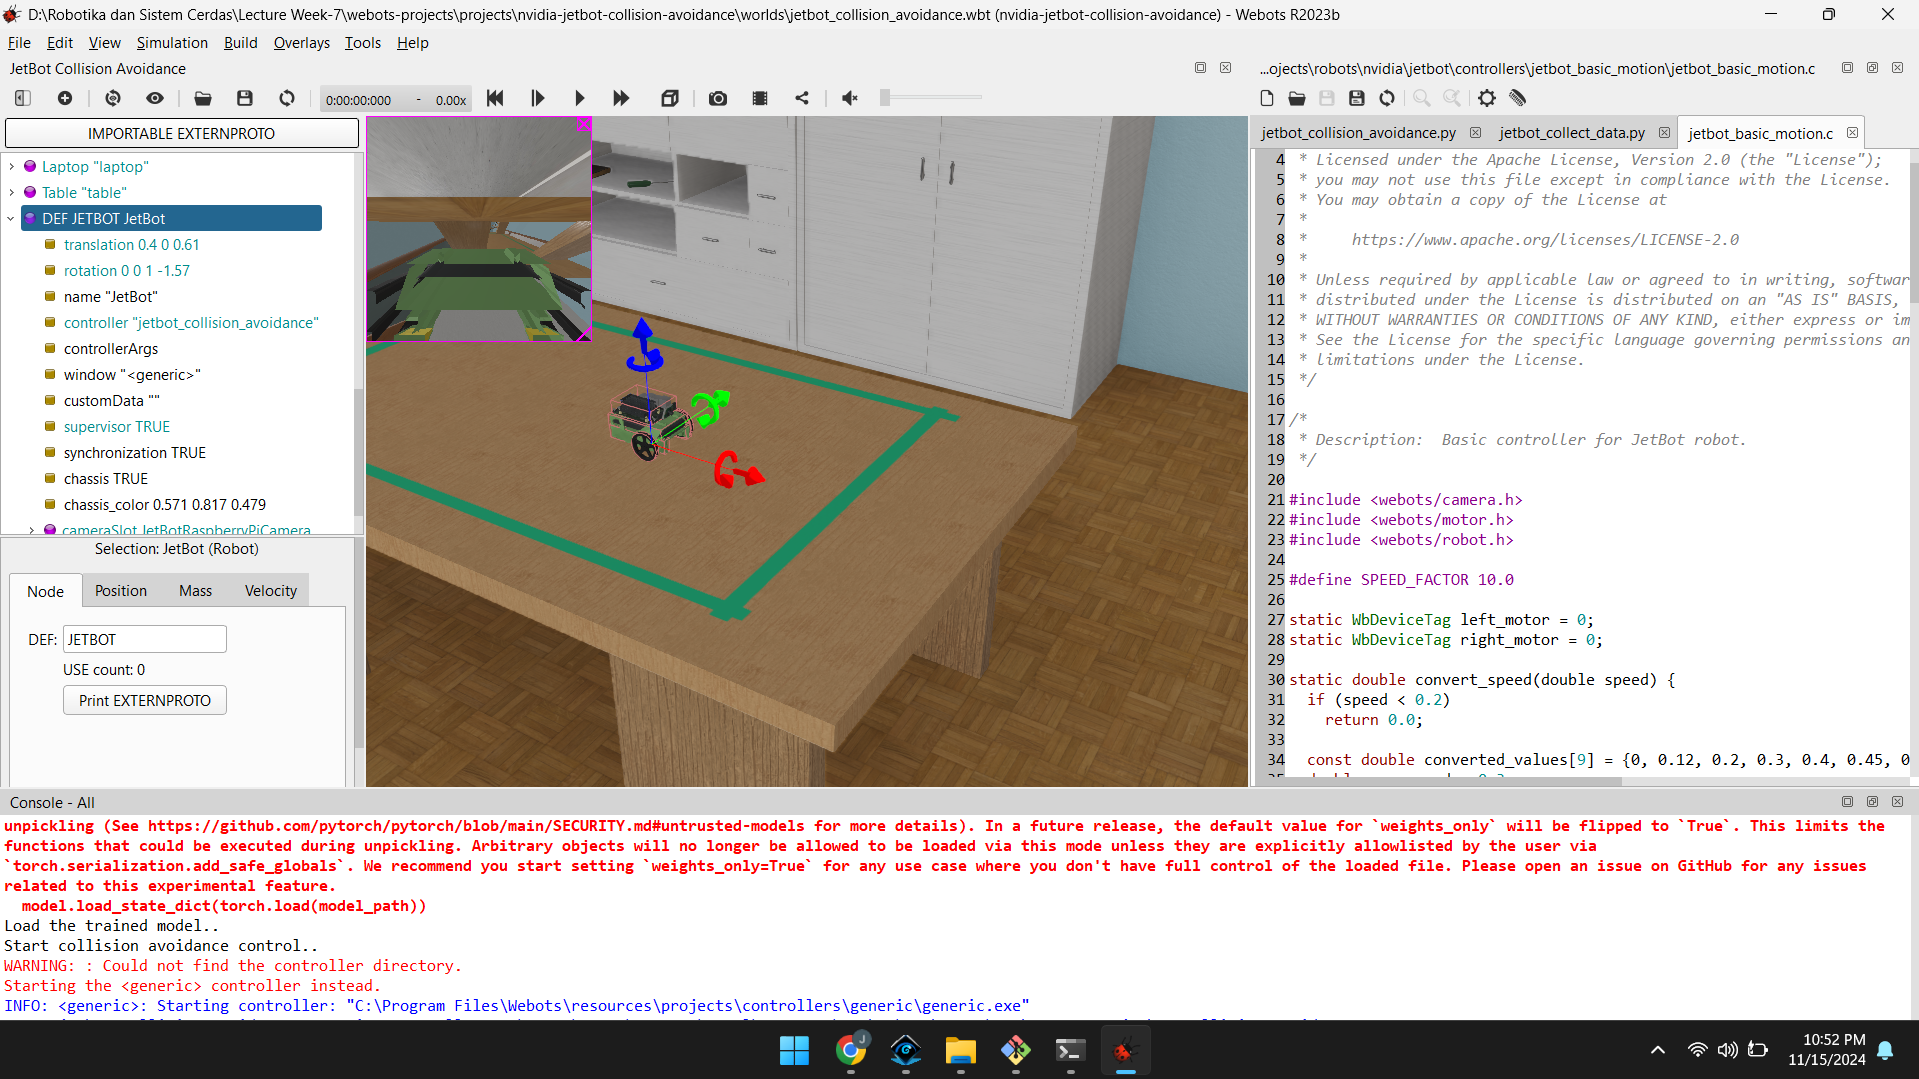 D:\Robotika dan Sistem Cerdas\Lecture Week-7\webots-projects\projects\nvidia-jetbot-collision-avoidance\worlds\jetbot_collision_avoidance.wbt (nvidia-jetbot-collision-avoidance) - Webots R2023b
File Edit View Simulation Build Overlays Tools Help
JetBot Collision Avoidance
0:00:00:000 - 0.00x
IMPORTABLE EXTERNPROTO
Laptop "laptop"
Table "table"
DEF JETBOT JetBot
translation 0.4 0 0.61
rotation 0 0 1 -1.57
name "JetBot"
controller "jetbot_collision_avoidance"
controllerArgs
window "<generic>"
customData ""
supervisor TRUE
synchronization TRUE
chassis TRUE
chassis_color 0.571 0.817 0.479
cameraSlot JetBotRaspberryPiCamera
Selection: JetBot (Robot)
Node Position Mass Velocity
DEF: JETBOT
USE count: 0
Print EXTERNPROTO
...ojects\robots\nvidia\jetbot\controllers\jetbot_basic_motion\jetbot_basic_motion.c
jetbot_collision_avoidance.py jetbot_collect_data.py jetbot_basic_motion.c
4 * Licensed under the Apache License, Version 2.0 (the "License");
5 * you may not use this file except in compliance with the License.
6 * You may obtain a copy of the License at
7 *
8 * https://www.apache.org/licenses/LICENSE-2.0
9 *
10 * Unless required by applicable law or agreed to in writing, softwar
11 * distributed under the License is distributed on an "AS IS" BASIS,
12 * WITHOUT WARRANTIES OR CONDITIONS OF ANY KIND, either express or im
13 * See the License for the specific language governing permissions an
14 * limitations under the License.
15 */
16
17 /*
18 * Description:  Basic controller for JetBot robot.
19 */
20
21 #include <webots/camera.h>
22 #include <webots/motor.h>
23 #include <webots/robot.h>
24
25 #define SPEED_FACTOR 10.0
26
27 static WbDeviceTag left_motor = 0;
28 static WbDeviceTag right_motor = 0;
29
30 static double convert_speed(double speed) {
31 if (speed < 0.2)
32 return 0.0;
33
34 const double converted_values[9] = {0, 0.12, 0.2, 0.3, 0.4, 0.45, 0
Console - All
unpickling (See https://github.com/pytorch/pytorch/blob/main/SECURITY.md#untrusted-models for more details). In a future release, the default value for `weights_only` will be flipped to `True`. This limits the
functions that could be executed during unpickling. Arbitrary objects will no longer be allowed to be loaded via this mode unless they are explicitly allowlisted by the user via
`torch.serialization.add_safe_globals`. We recommend you start setting `weights_only=True` for any use case where you don't have full control of the loaded file. Please open an issue on GitHub for any issues
related to this experimental feature.
model.load_state_dict(torch.load(model_path))
Load the trained model..
Start collision avoidance control..
WARNING: : Could not find the controller directory.
Starting the <generic> controller instead.
INFO: <generic>: Starting controller: "C:\Program Files\Webots\resources\projects\controllers\generic\generic.exe"
J
10:52 PM
11/15/2024